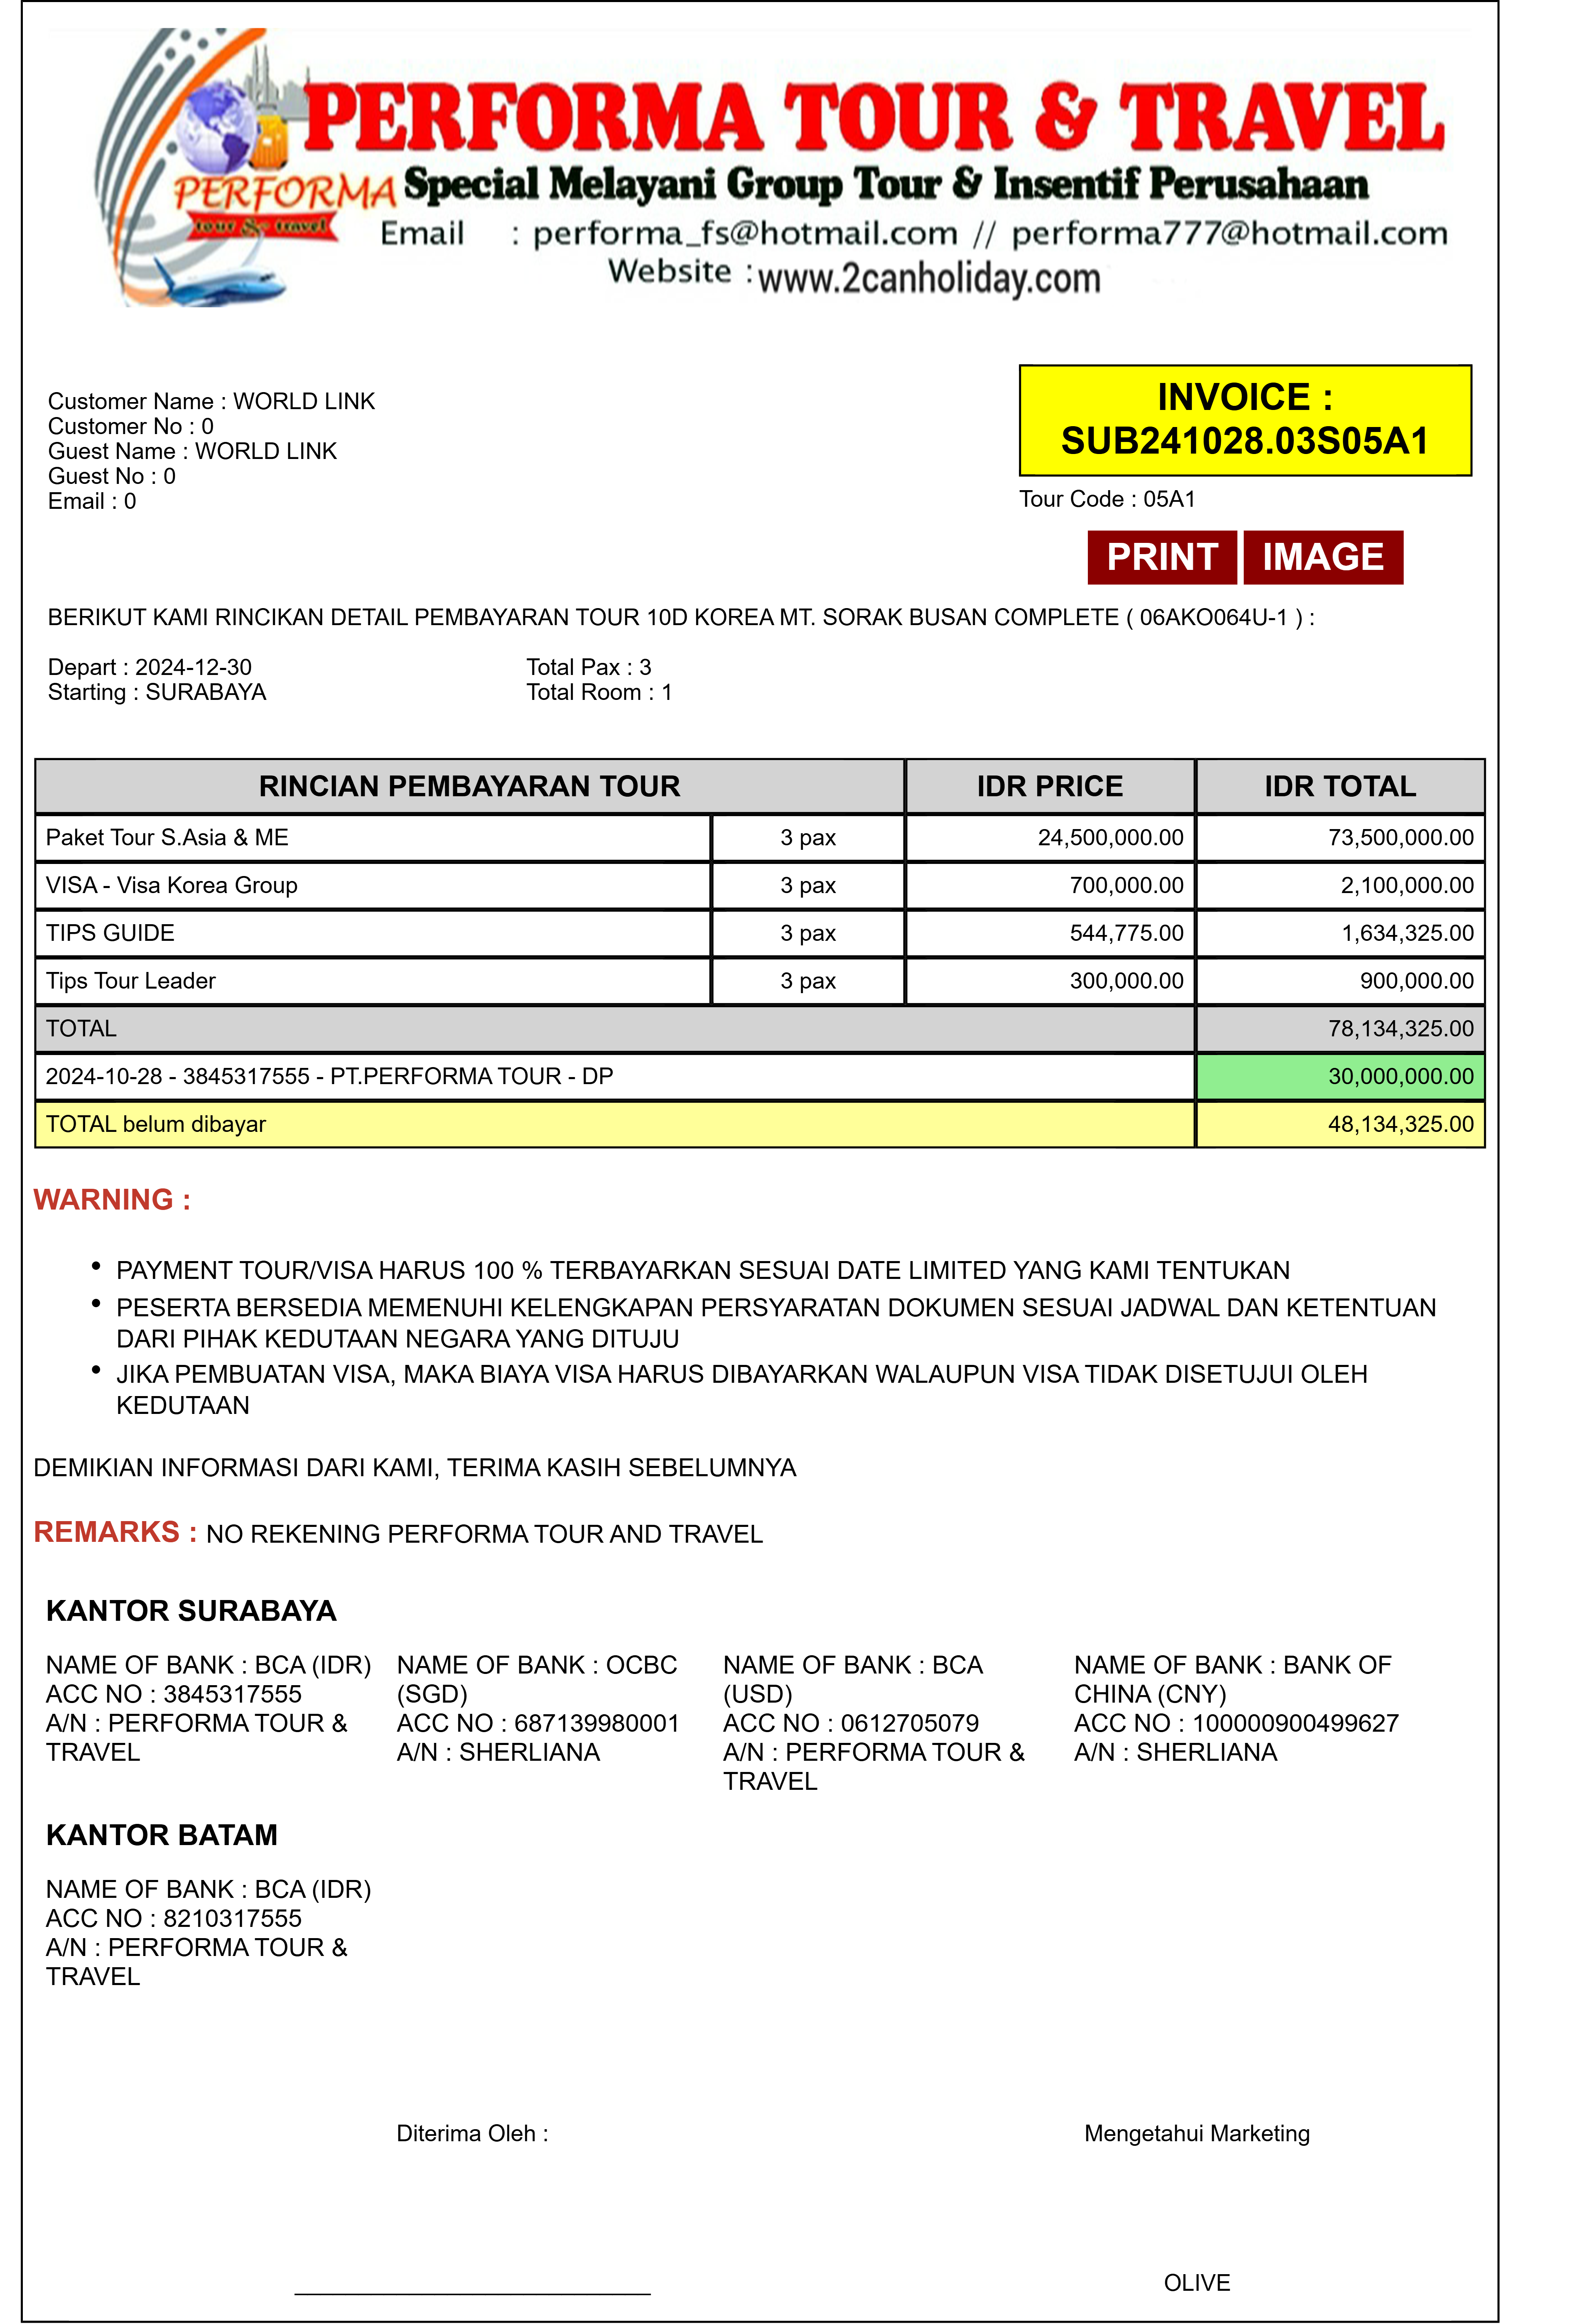 PERFORMA TOUR & TRAVEL
PERFORMA
tour & travel
Special Melayani Group Tour & Insentif Perusahaan
Email : performa_fs@hotmail.com // performa777@hotmail.com
Website : www.2canholiday.com
Customer Name : WORLD LINK
Customer No : 0
Guest Name : WORLD LINK
Guest No : 0
Email : 0
INVOICE :
SUB241028.03S05A1
Tour Code : 05A1
PRINT IMAGE
BERIKUT KAMI RINCIKAN DETAIL PEMBAYARAN TOUR 10D KOREA MT. SORAK BUSAN COMPLETE ( 06AKO064U-1 ) :
Depart : 2024-12-30 Total Pax : 3
Starting : SURABAYA Total Room : 1
RINCIAN PEMBAYARAN TOUR IDR PRICE IDR TOTAL
Paket Tour S.Asia & ME 3 pax 24,500,000.00 73,500,000.00
VISA - Visa Korea Group 3 pax 700,000.00 2,100,000.00
TIPS GUIDE 3 pax 544,775.00 1,634,325.00
Tips Tour Leader 3 pax 300,000.00 900,000.00
TOTAL 78,134,325.00
2024-10-28 - 3845317555 - PT.PERFORMA TOUR - DP 30,000,000.00
TOTAL belum dibayar 48,134,325.00
WARNING :
• PAYMENT TOUR/VISA HARUS 100 % TERBAYARKAN SESUAI DATE LIMITED YANG KAMI TENTUKAN
• PESERTA BERSEDIA MEMENUHI KELENGKAPAN PERSYARATAN DOKUMEN SESUAI JADWAL DAN KETENTUAN
DARI PIHAK KEDUTAAN NEGARA YANG DITUJU
• JIKA PEMBUATAN VISA, MAKA BIAYA VISA HARUS DIBAYARKAN WALAUPUN VISA TIDAK DISETUJUI OLEH
KEDUTAAN
DEMIKIAN INFORMASI DARI KAMI, TERIMA KASIH SEBELUMNYA
REMARKS : NO REKENING PERFORMA TOUR AND TRAVEL
KANTOR SURABAYA
NAME OF BANK : BCA (IDR)
ACC NO : 3845317555
A/N : PERFORMA TOUR &
TRAVEL
NAME OF BANK : OCBC
(SGD)
ACC NO : 687139980001
A/N : SHERLIANA
NAME OF BANK : BCA
(USD)
ACC NO : 0612705079
A/N : PERFORMA TOUR &
TRAVEL
NAME OF BANK : BANK OF
CHINA (CNY)
ACC NO : 100000900499627
A/N : SHERLIANA
KANTOR BATAM
NAME OF BANK : BCA (IDR)
ACC NO : 8210317555
A/N : PERFORMA TOUR &
TRAVEL
Diterima Oleh : Mengetahui Marketing
OLIVE